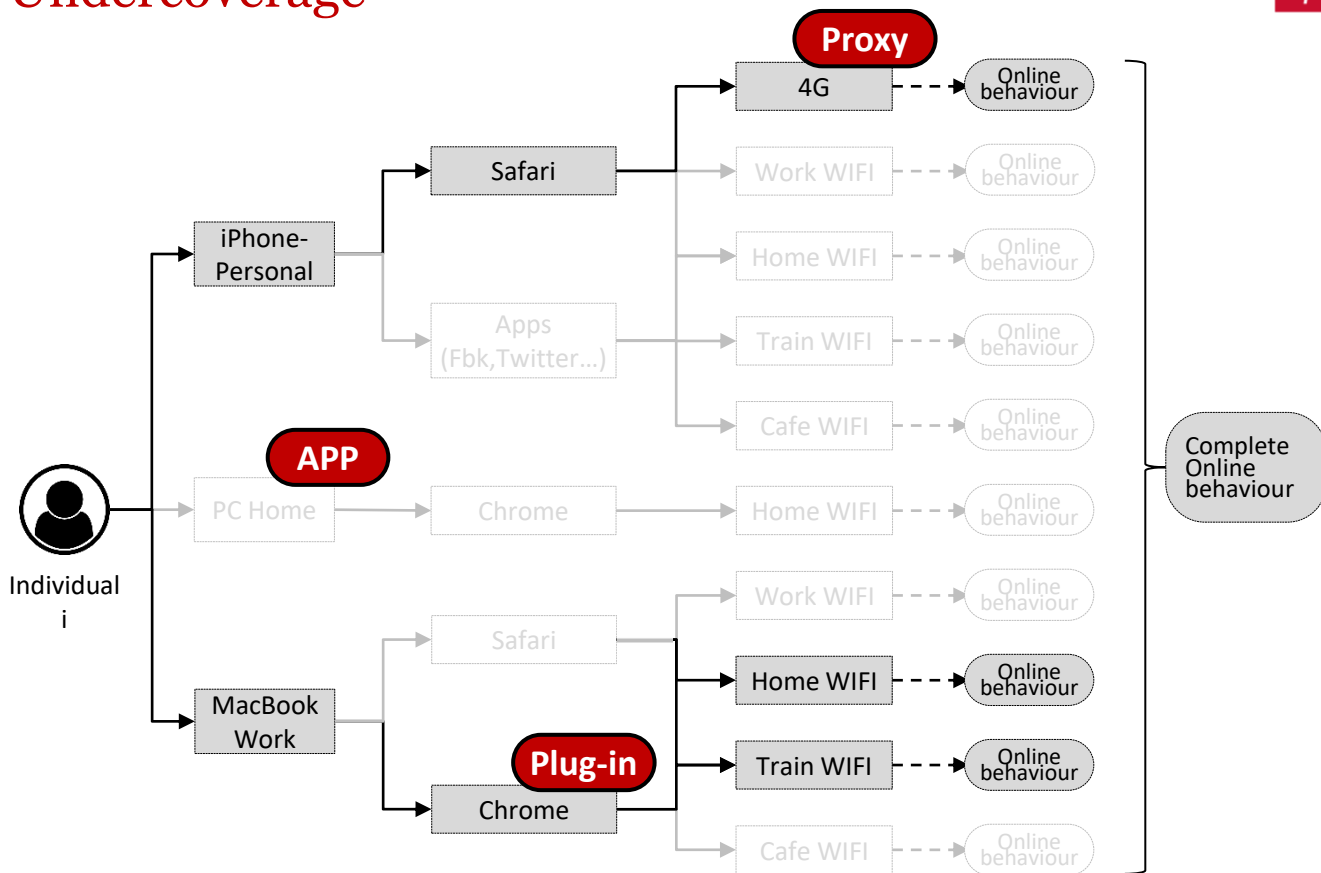 Undercoverage
Proxy
4G
Online
behaviour
Safari
Work WIFI
Online
behaviour
iPhone-
Personal
Home WIFI
Online
behaviour
Apps
(Fbk,Twitter...)
Train WIFI
Online
behaviour
Cafe WIFI
Online
behaviour
Complete
Online
behaviour
APP
PC Home
Chrome
Home WIFI
Online
behaviour
Individual
i
Work WIFI
Online
behaviour
Safari
Home WIFI
Online
behaviour
MacBook
Work
Plug-in
Train WIFI
Online
behaviour
Chrome
Cafe WIFI
Online
behaviour